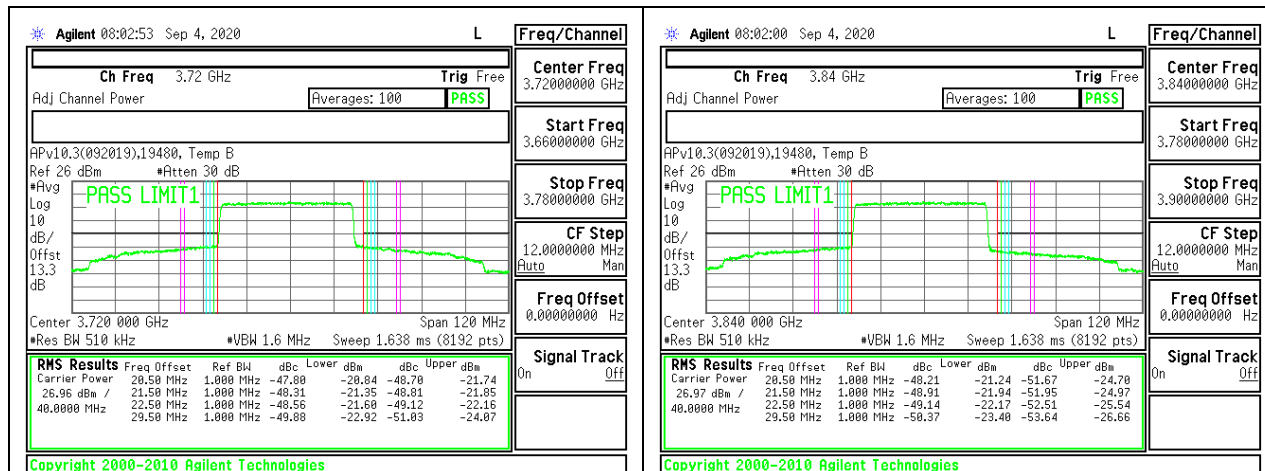 Agilent 08:02:53 Sep 4, 2020 L Freq/Channel
Ch Freq 3.72 GHz Trig Free
Center Freq
3.72000000 GHz
Adj Channel Power Averages: 100 PASS
Start Freq
3.66000000 GHz
APv10.3(092019),19480, Temp B
Ref 26 dBm #Atten 30 dB
#Avg
Log
10
dB/
Offst
13.3
dB
PASS LIMIT1
Stop Freq
3.78000000 GHz
CF Step
12.0000000 MHz
Auto Man
Freq Offset
0.00000000 Hz
Center 3.720 000 GHz Span 120 MHz
#Res BW 510 kHz #VBW 1.6 MHz Sweep 1.638 ms (8192 pts)
Signal Track
On Off
RMS Results Freq Offset Ref BW dBc Lower dBm dBc Upper dBm
Carrier Power 20.50 MHz 1.000 MHz -47.80 -20.84 -48.70 -21.74
26.96 dBm / 21.50 MHz 1.000 MHz -48.31 -21.35 -48.81 -21.85
40.0000 MHz 22.50 MHz 1.000 MHz -48.56 -21.60 -49.12 -22.16
29.50 MHz 1.000 MHz -49.88 -22.92 -51.03 -24.07
Copyright 2000-2010 Agilent Technologies
Agilent 08:02:00 Sep 4, 2020 L Freq/Channel
Ch Freq 3.84 GHz Trig Free
Center Freq
3.84000000 GHz
Adj Channel Power Averages: 100 PASS
Start Freq
3.78000000 GHz
APv10.3(092019),19480, Temp B
Ref 26 dBm #Atten 30 dB
#Avg
Log
10
dB/
Offst
13.3
dB
PASS LIMIT1
Stop Freq
3.90000000 GHz
CF Step
12.0000000 MHz
Auto Man
Freq Offset
0.00000000 Hz
Center 3.840 000 GHz Span 120 MHz
#Res BW 510 kHz #VBW 1.6 MHz Sweep 1.638 ms (8192 pts)
Signal Track
On Off
RMS Results Freq Offset Ref BW dBc Lower dBm dBc Upper dBm
Carrier Power 20.50 MHz 1.000 MHz -48.21 -21.24 -51.67 -24.70
26.97 dBm / 21.50 MHz 1.000 MHz -48.91 -21.94 -51.95 -24.97
40.0000 MHz 22.50 MHz 1.000 MHz -49.14 -22.17 -52.51 -25.54
29.50 MHz 1.000 MHz -50.37 -23.40 -53.64 -26.66
Copyright 2000-2010 Agilent Technologies